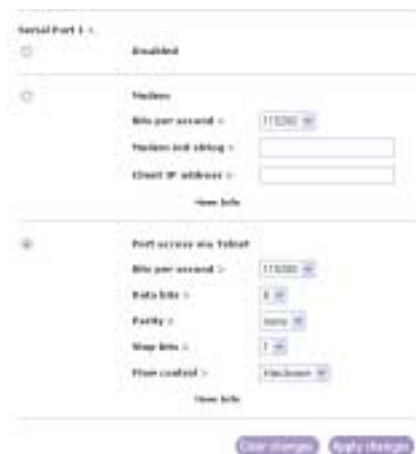 Serial Port 1
Disabled
Modem
Bits per second : 115200
Modem init string :
Client IP address :
More Info
Port access via Telnet
Bits per second : 115200
Data bits : 8
Parity : none
Stop bits : 1
Flow control : Hardware
More Info
Clear changes Apply changes